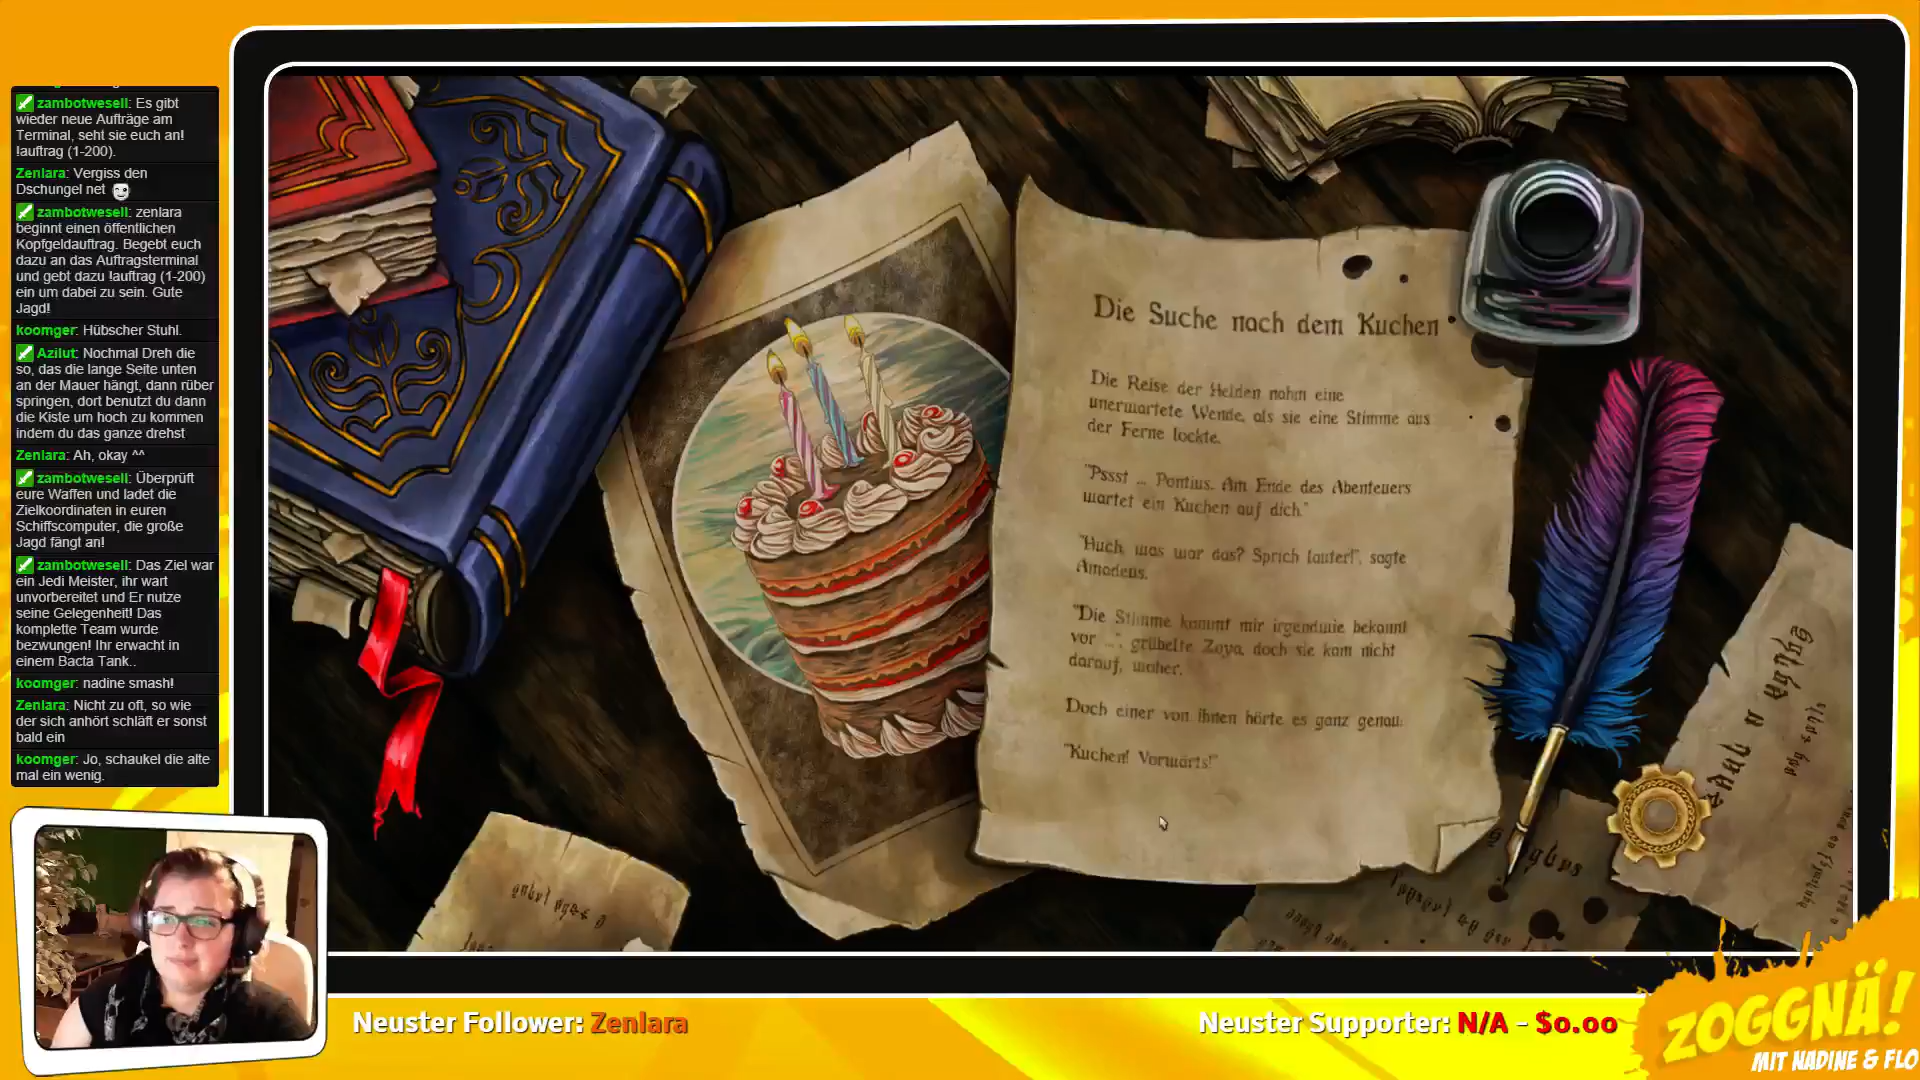 zambotwesell: Es gibt
wieder neue Aufträge am
Terminal, seht sie euch an!
!auftrag (1-200).
Zenlara: Vergiss den
Dschungel net
zambotwesell: zenlara
beginnt einen öffentlichen
Kopfgeldauftrag. Begebt euch
dazu an das Auftragsterminal
und gebt dazu !auftrag (1-200)
ein um dabei zu sein. Gute
Jagd!
koomger: Hübscher Stuhl.
Azilut: Nochmal Dreh die
so, das die lange Seite unten
an der Mauer hängt, dann rüber
springen, dort benutzt du dann
die Kiste um hoch zu kommen
indem du das ganze drehst
Zenlara: Ah, okay ^^
zambotwesell: Überprüft
eure Waffen und ladet die
Zielkoordinaten in euren
Schiffscomputer, die große
Jagd fängt an!
zambotwesell: Das Ziel war
ein Jedi Meister, ihr wart
unvorbereitet und Er nutze
seine Gelegenheit! Das
komplette Team wurde
bezwungen! Ihr erwacht in
einem Bacta Tank..
koomger: nadine smash!
Zenlara: Nicht zu oft, so wie
der sich anhört schläft er sonst
bald ein
koomger: Jo, schaukel die alte
mal ein wenig.
Die Suche nach dem Kuchen
Die Reise der Helden nahm eine
unerwartete Wende, als sie eine Stimme aus
der Ferne lockte.
"Pssst ... Pontius. Am Ende des Abenteuers
wartet ein Kuchen auf dich."
"Huch, was war das? Sprich lauter!", sagte
Amadeus.
"Die Stimme kommt mir irgendwie bekannt
vor ...", grübelte Zoya, doch sie kam nicht
darauf, woher.
Doch einer von ihnen hörte es ganz genau:
"Kuchen! Vorwärts!"
Neuster Follower: Zenlara
Neuster Supporter: N/A - $0.00
ZOGGNÄ!
MIT NADINE & FLO